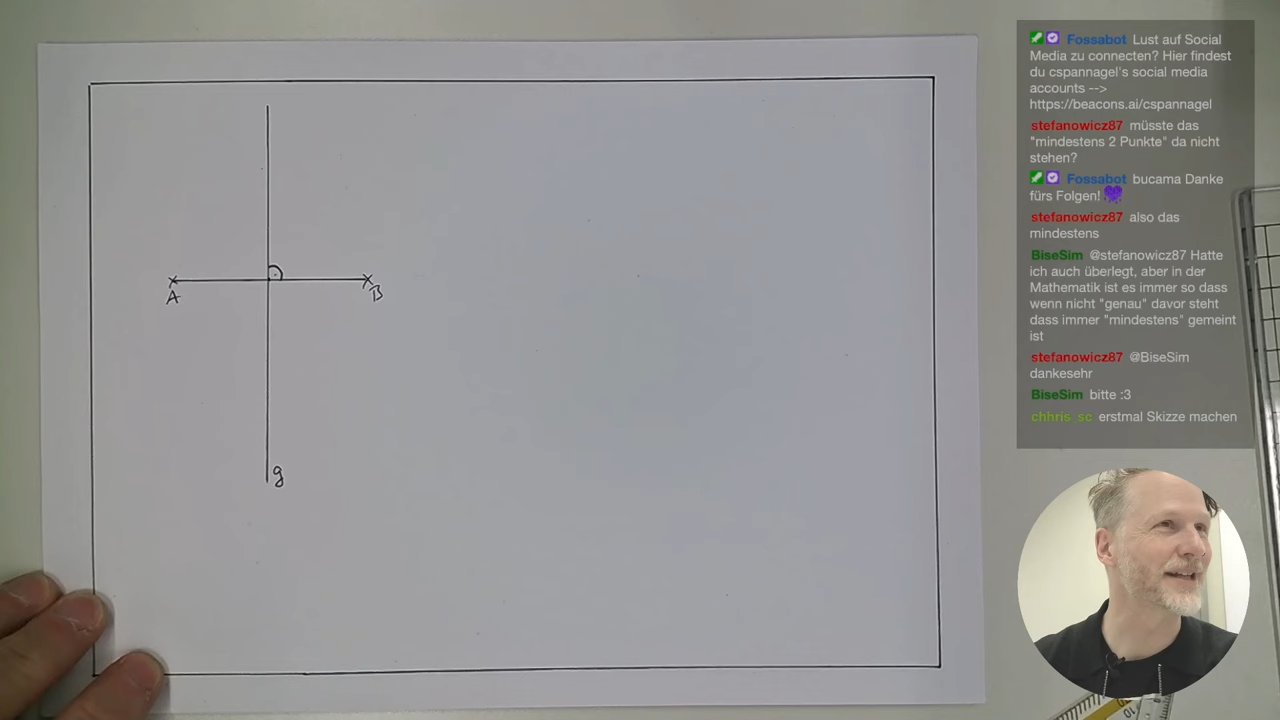 A
B
g
Fossabot Lust auf Social
Media zu connecten? Hier findest
du cspannagel's social media
accounts -->
https://beacons.ai/cspannagel
stefanowicz87 müsste das
"mindestens 2 Punkte" da nicht
stehen?
Fossabot bucama Danke
fürs Folgen!
stefanowicz87 also das
mindestens
BiseSim @stefanowicz87 Hatte
ich auch überlegt, aber in der
Mathematik ist es immer so dass
wenn nicht "genau" davor steht
dass immer "mindestens" gemeint
ist
stefanowicz87 @BiseSim
dankesehr
BiseSim bitte :3
chhris_sc erstmal Skizze machen
10